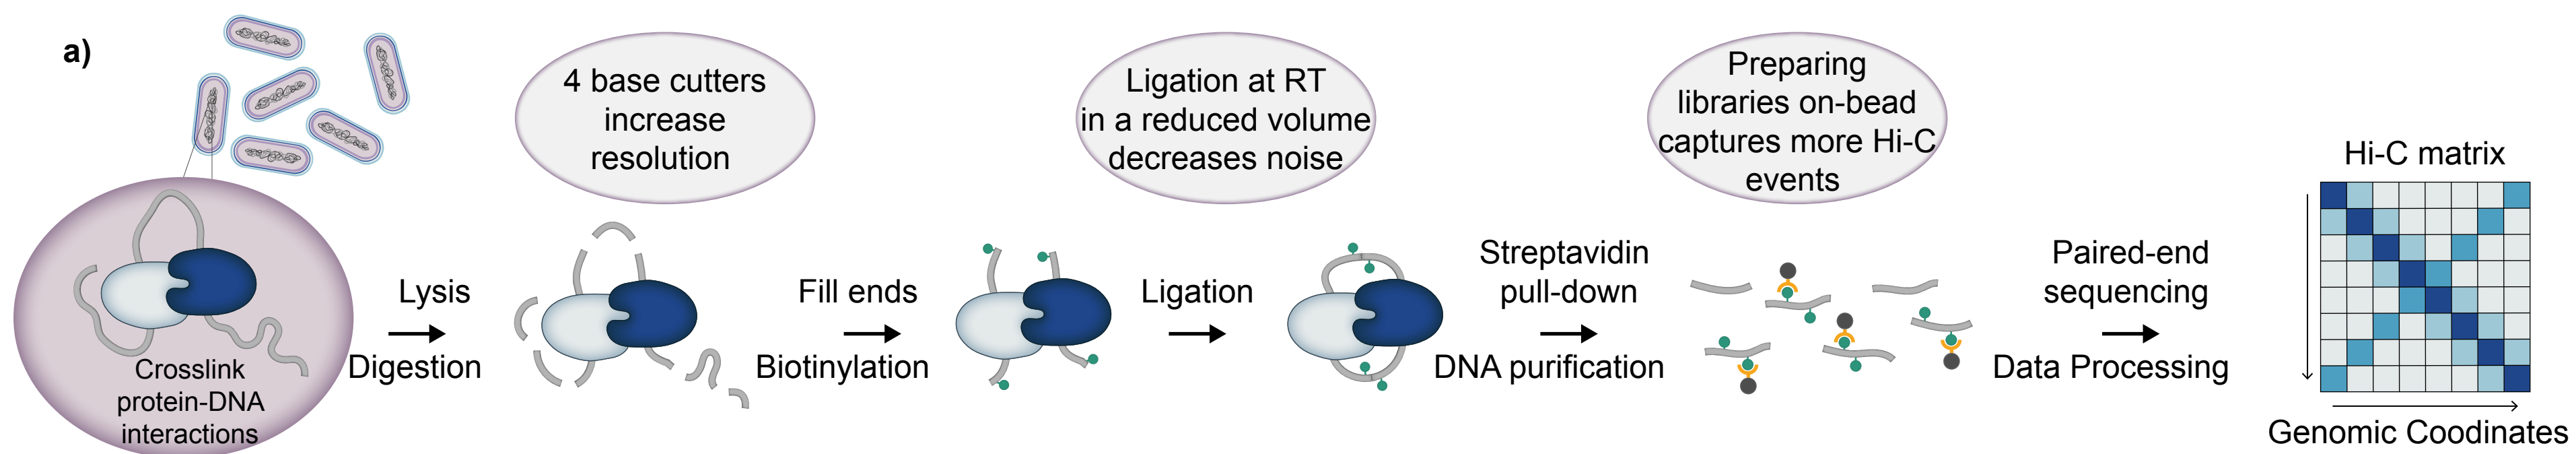 a)
Crosslink
protein-DNA
interactions
Lysis
Digestion
4 base cutters
increase
resolution
Fill ends
Biotinylation
Ligation at RT
in a reduced volume
decreases noise
Ligation
Streptavidin
pull-down
DNA purification
Preparing
libraries on-bead
captures more Hi-C
events
Paired-end
sequencing
Data Processing
Hi-C matrix
Genomic Coodinates